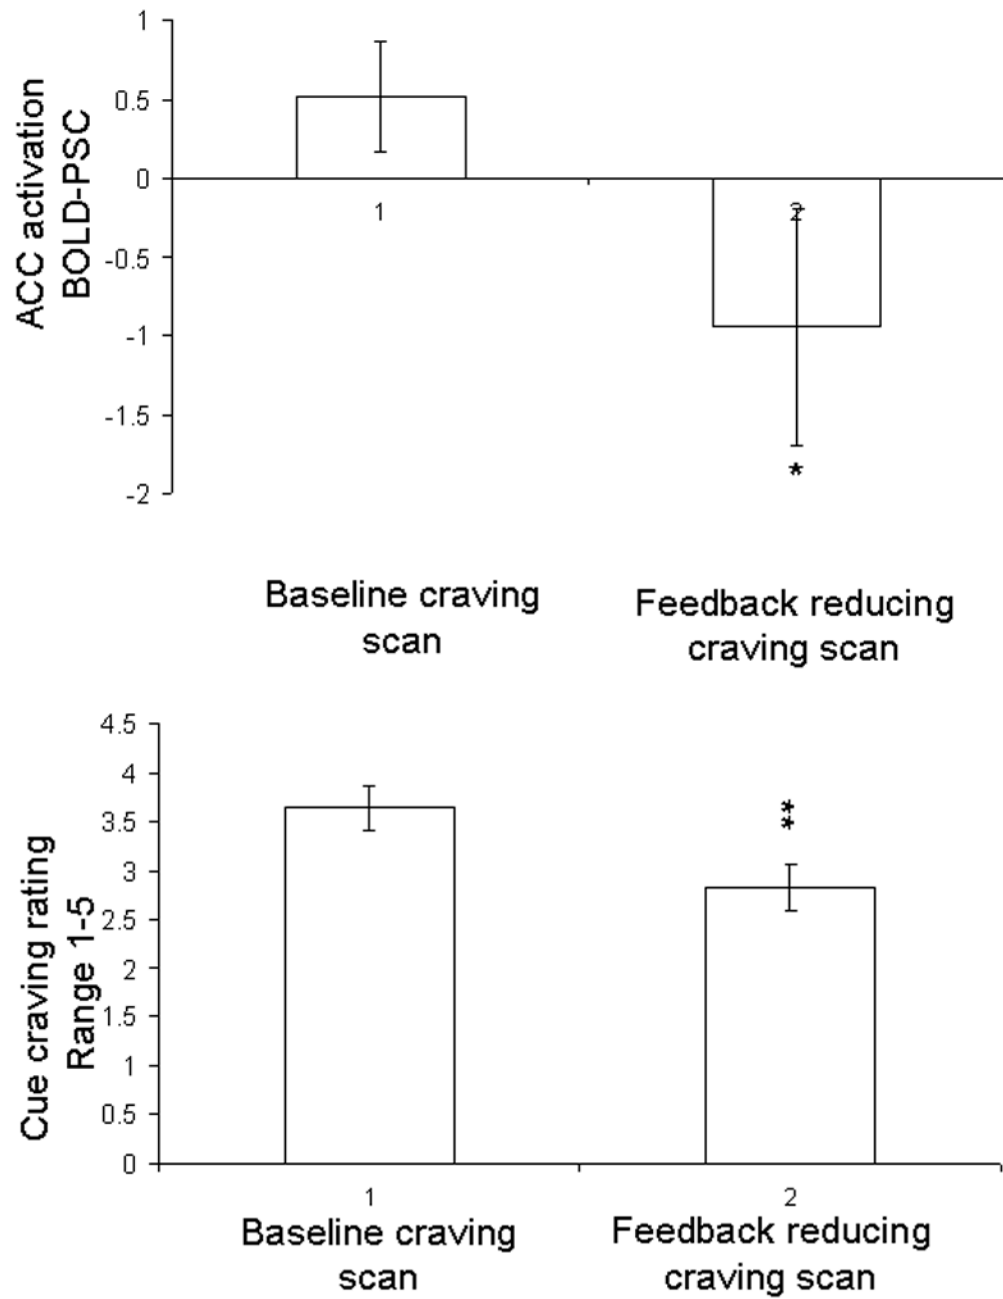 ACC activation
BOLD-PSC
1
0.5
0
-0.5
-1
-1.5
-2
1
2
*
Baseline craving
scan
Feedback reducing
craving scan
Cue craving rating
Range 1-5
4.5
4
3.5
3
2.5
2
1.5
1
0.5
0
**
1
2
Baseline craving
scan
Feedback reducing
craving scan